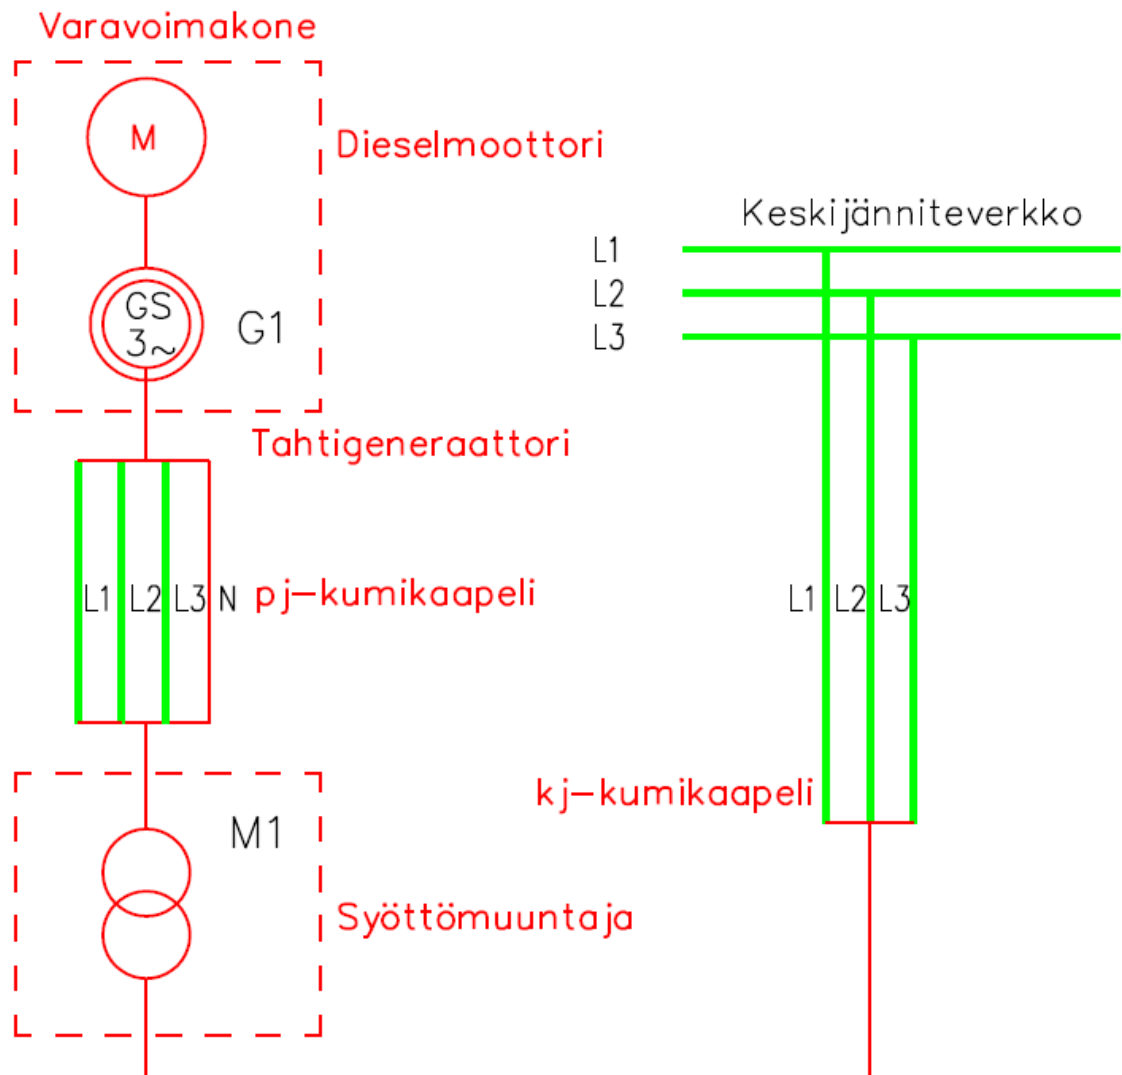 Varavoimakone
M
Dieselmoottori
GS
3~
G1
Tahtigeneraattori
L1 L2 L3 N
pj-kumikaapeli
M1
Syöttömuuntaja
Keskijänniteverkko
L1
L2
L3
L1 L2 L3
kj-kumikaapeli